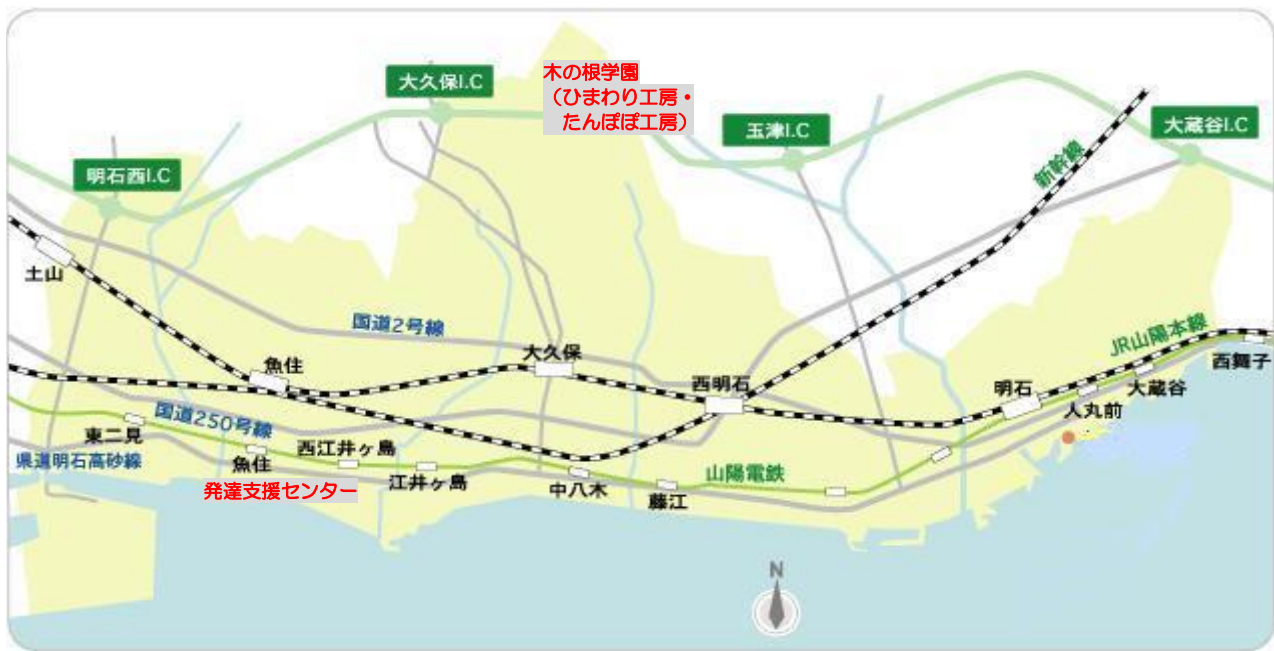 大久保I.C
木の根学園
（ひまわり工房・
たんぽぽ工房）
玉津I.C
大蔵谷I.C
明石西I.C
新幹線
土山
国道2号線
大久保
魚住
西明石
JR山陽本線
西舞子
明石
大蔵谷
人丸前
国道250号線
東二見
西江井ヶ島
県道明石高砂線
魚住
江井ヶ島
山陽電鉄
発達支援センター
中八木
藤江
N